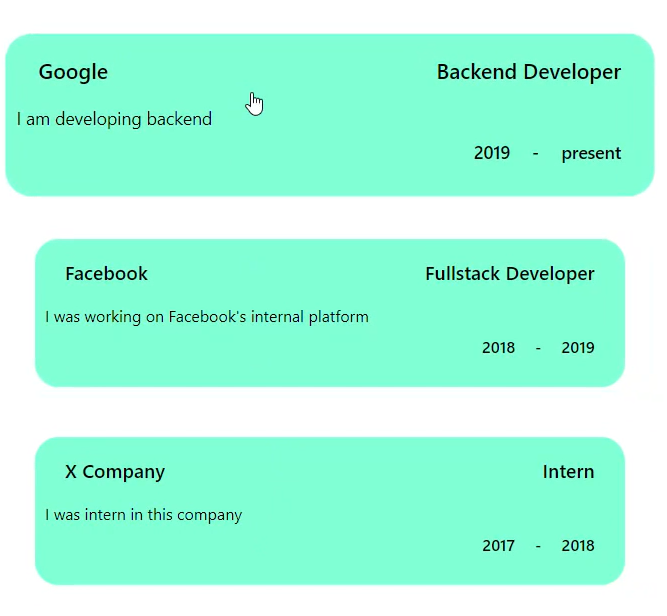 Google Backend Developer
I am developing backend
2019 - present
Facebook Fullstack Developer
I was working on Facebook's internal platform
2018 - 2019
X Company Intern
I was intern in this company
2017 - 2018